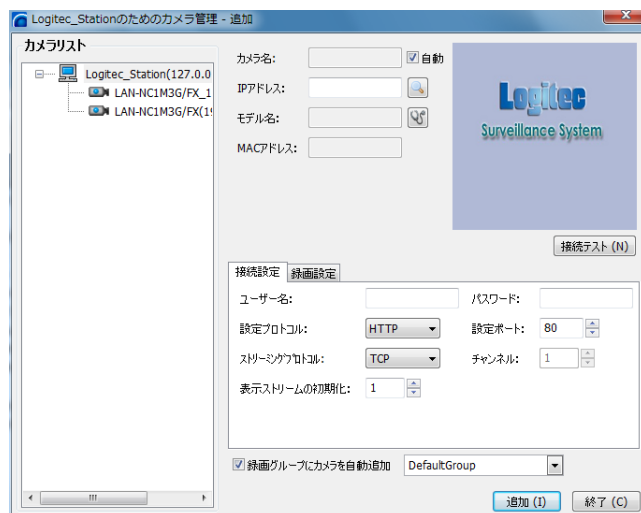 Logitec_Stationのためのカメラ管理 - 追加
カメラリスト
Logitec_Station(127.0.0
LAN-NC1M3G/FX_1
LAN-NC1M3G/FX(19
カメラ名:
自動
IPアドレス:
モデル名:
MACアドレス:
Logitec
Surveillance System
接続テスト (N)
接続設定 録画設定
ユーザー名: パスワード:
設定プロトコル: HTTP 設定ポート: 80
ストリーミングプロトコル: TCP チャンネル: 1
表示ストリームの初期化: 1
録画グループにカメラを自動追加 DefaultGroup
追加 (I) 終了 (C)